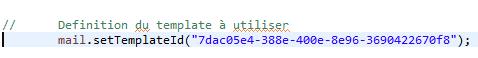 //      Definition du template à utiliser
        mail.setTemplateId("7dac05e4-388e-400e-8e96-3690422670f8");